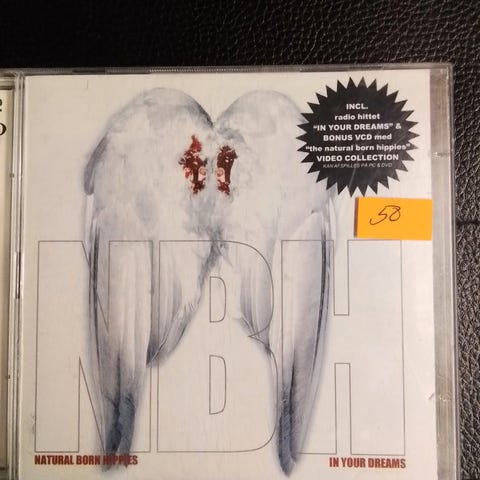 INCL.
radio hittet
"IN YOUR DREAMS" &
BONUS VCD med
"the natural born hippies"
VIDEO COLLECTION
KAN AFSPILLES PÅ PC & DVD
50
NBH
NATURAL BORN HIPPIES
IN YOUR DREAMS